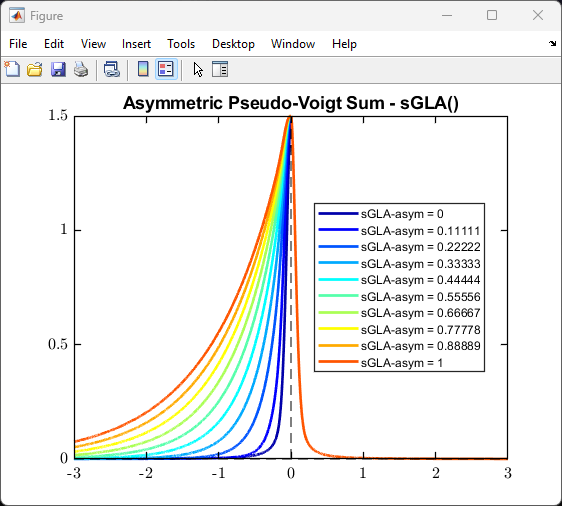 Figure
File Edit View Insert Tools Desktop Window Help
Asymmetric Pseudo-Voigt Sum - sGLA()
1.5
1
0.5
0
-3 -2 -1 0 1 2 3
sGLA-asym = 0
sGLA-asym = 0.11111
sGLA-asym = 0.22222
sGLA-asym = 0.33333
sGLA-asym = 0.44444
sGLA-asym = 0.55556
sGLA-asym = 0.66667
sGLA-asym = 0.77778
sGLA-asym = 0.88889
sGLA-asym = 1